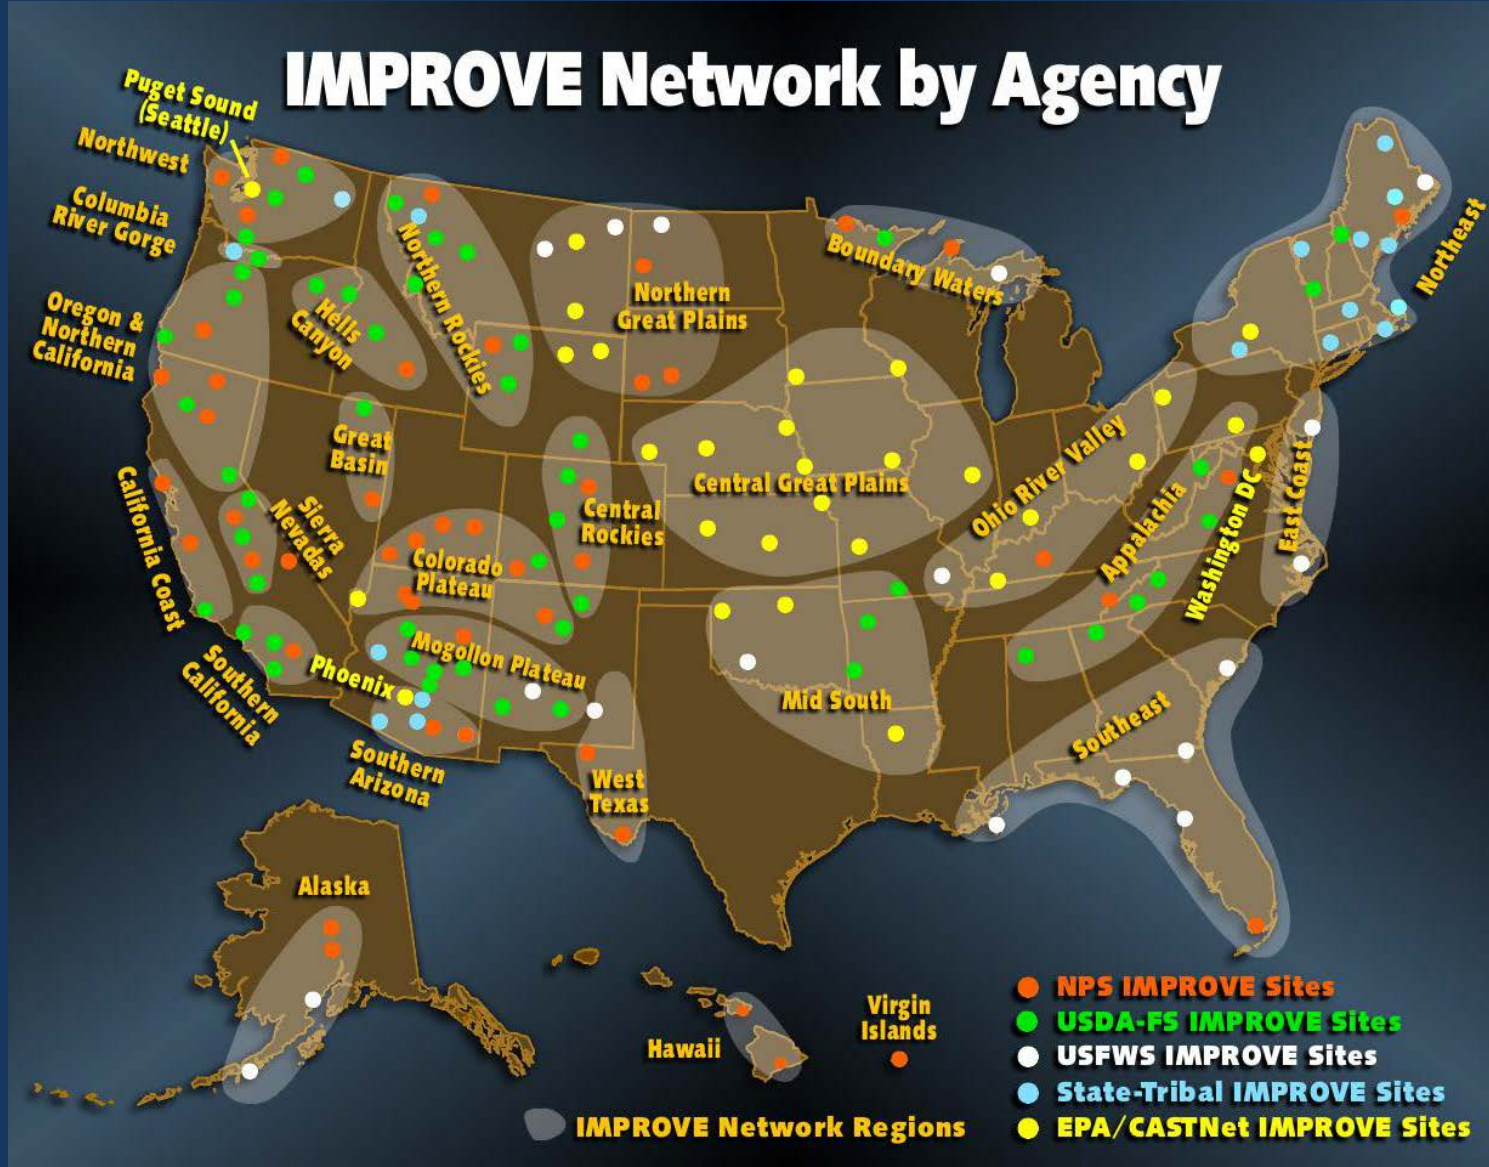 IMPROVE Network by Agency
Puget Sound
(Seattle)
Northwest
Columbia
River Gorge
Oregon &
Northern
California
Hells
Canyon
Northern Rockies
Northern
Great Plains
Boundary Waters
Northeast
Great
Basin
California Coast
Sierra
Nevadas
Central
Rockies
Central Great Plains
Ohio River Valley
Appalachia
Washington DC
East Coast
Colorado
Plateau
Mogollon Plateau
Phoenix
Southern
California
Southern
Arizona
West
Texas
Mid South
Southeast
Alaska
Hawaii
Virgin
Islands
NPS IMPROVE Sites
USDA-FS IMPROVE Sites
USFWS IMPROVE Sites
State-Tribal IMPROVE Sites
EPA/CASTNet IMPROVE Sites
IMPROVE Network Regions